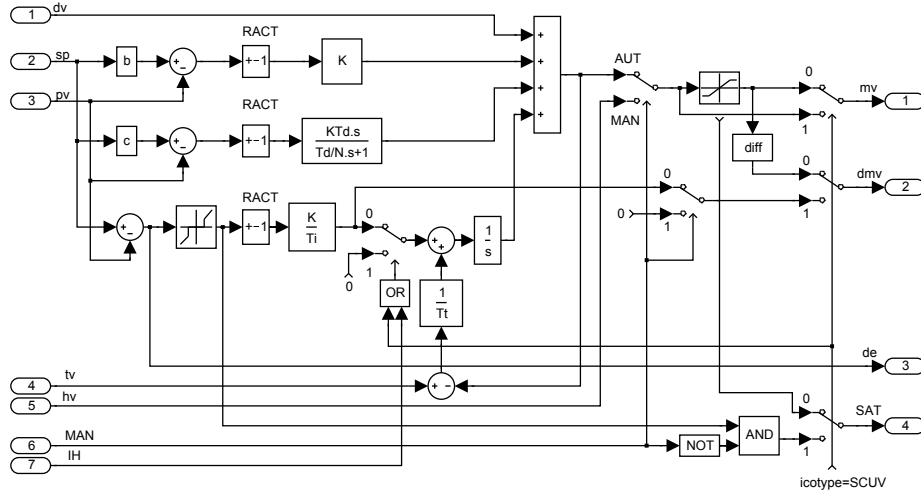 1 dv
2 sp
3 pv
4 tv
5 hv
6 MAN
7 IH
b
c
+
−
+
−
+
−
RACT
+−1
RACT
+−1
RACT
+−1
K
KTd.s
Td/N.s+1
K
Ti
0
1
0
OR
+
+
1
s
1
Tt
+
−
+
+
+
+
AUT
MAN
0
1
0
diff
0
1
0
1
mv 1
dmv 2
de 3
NOT
AND
0
1
SAT 4
icotype=SCUV